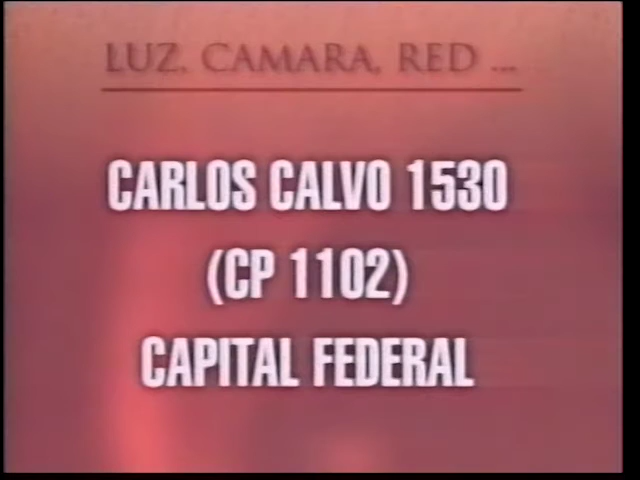 LUZ, CAMARA, RED ...
CARLOS CALVO 1530
(CP 1102)
CAPITAL FEDERAL